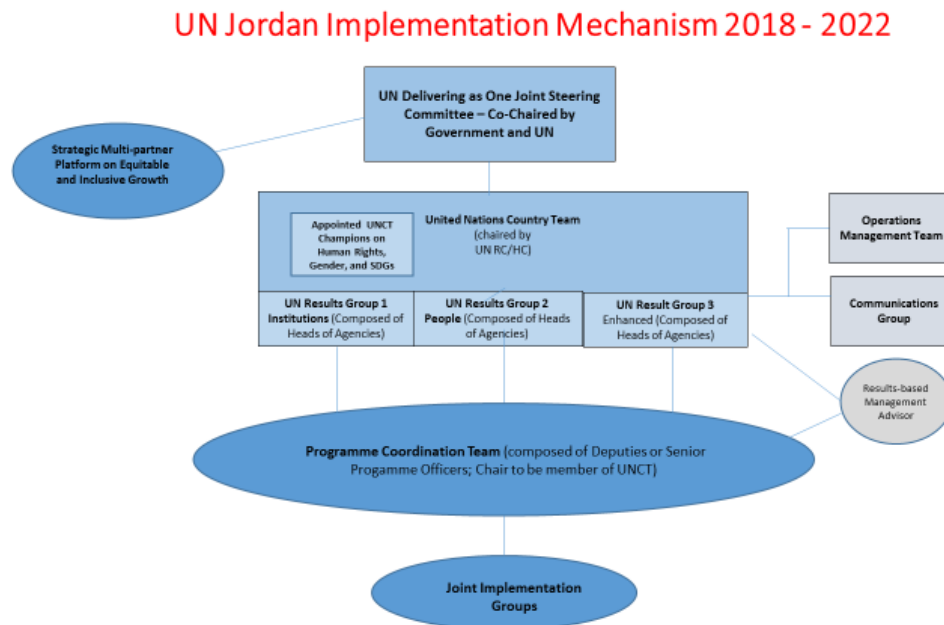 UN Jordan Implementation Mechanism 2018 - 2022
UN Delivering as One Joint Steering
Committee – Co-Chaired by
Government and UN
Strategic Multi-partner
Platform on Equitable
and Inclusive Growth
Appointed UNCT
Champions on
Human Rights,
Gender, and SDGs
United Nations Country Team
(chaired by
UN RC/HC)
Operations
Management Team
Communications
Group
UN Results Group 1
Institutions (Composed of
Heads of Agencies)
UN Results Group 2
People (Composed of Heads
of Agencies)
UN Result Group 3
Enhanced (Composed of
Heads of Agencies)
Results-based
Management
Advisor
Programme Coordination Team (composed of Deputies or Senior
Progamme Officers; Chair to be member of UNCT)
Joint Implementation
Groups